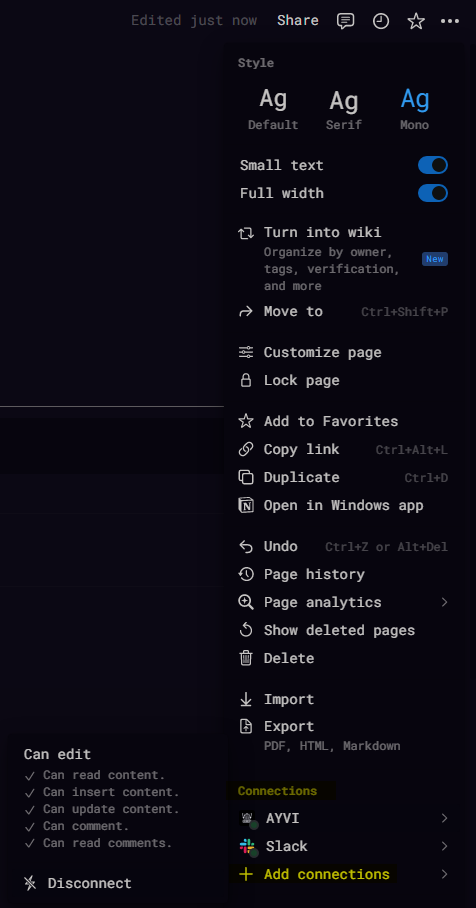 Edited just now Share
Style
Ag Ag Ag
Default Serif Mono
Small text
Full width
Turn into wiki
Organize by owner,
tags, verification,
and more
New
Move to Ctrl+Shift+P
Customize page
Lock page
Add to Favorites
Copy link Ctrl+Alt+L
Duplicate Ctrl+D
Open in Windows app
Undo Ctrl+Z or Alt+Del
Page history
Page analytics
Show deleted pages
Delete
Import
Export
PDF, HTML, Markdown
Can edit
Can read content.
Can insert content.
Can update content.
Can comment.
Can read comments.
Disconnect
Connections
AYVI
Slack
Add connections